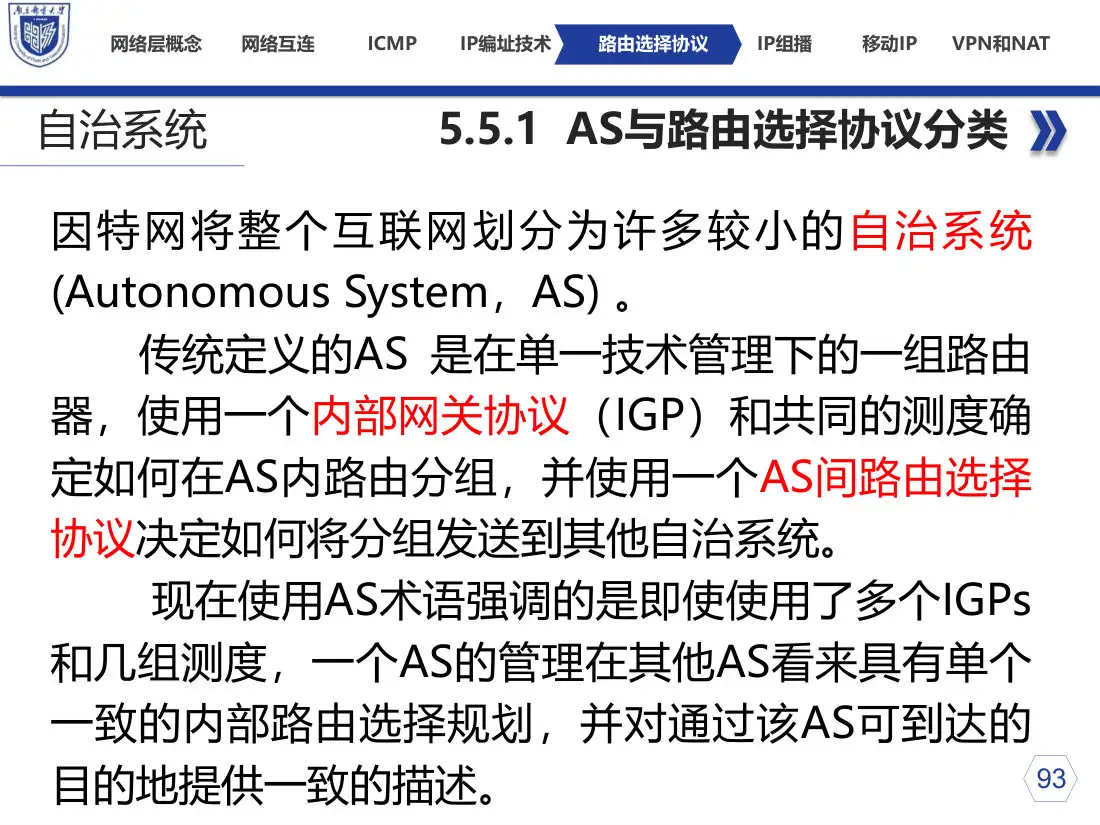 网络层概念 网络互连 ICMP IP编址技术 路由选择协议 IP组播 移动IP VPN和NAT
自治系统 5.5.1 AS与路由选择协议分类
因特网将整个互联网划分为许多较小的自治系统
(Autonomous System，AS) 。
传统定义的AS 是在单一技术管理下的一组路由
器，使用一个内部网关协议（IGP）和共同的测度确
定如何在AS内路由分组，并使用一个AS间路由选择
协议决定如何将分组发送到其他自治系统。
现在使用AS术语强调的是即使使用了多个IGPs
和几组测度，一个AS的管理在其他AS看来具有单个
一致的内部路由选择规划，并对通过该AS可到达的
目的地提供一致的描述。
93